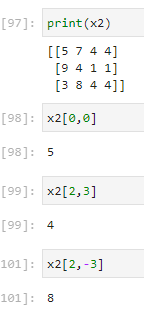 [97]: print(x2)
[[5 7 4 4]
 [9 4 1 1]
 [3 8 4 4]]
[98]: x2[0,0]
[98]: 5
[99]: x2[2,3]
[99]: 4
101]: x2[2,-3]
101]: 8